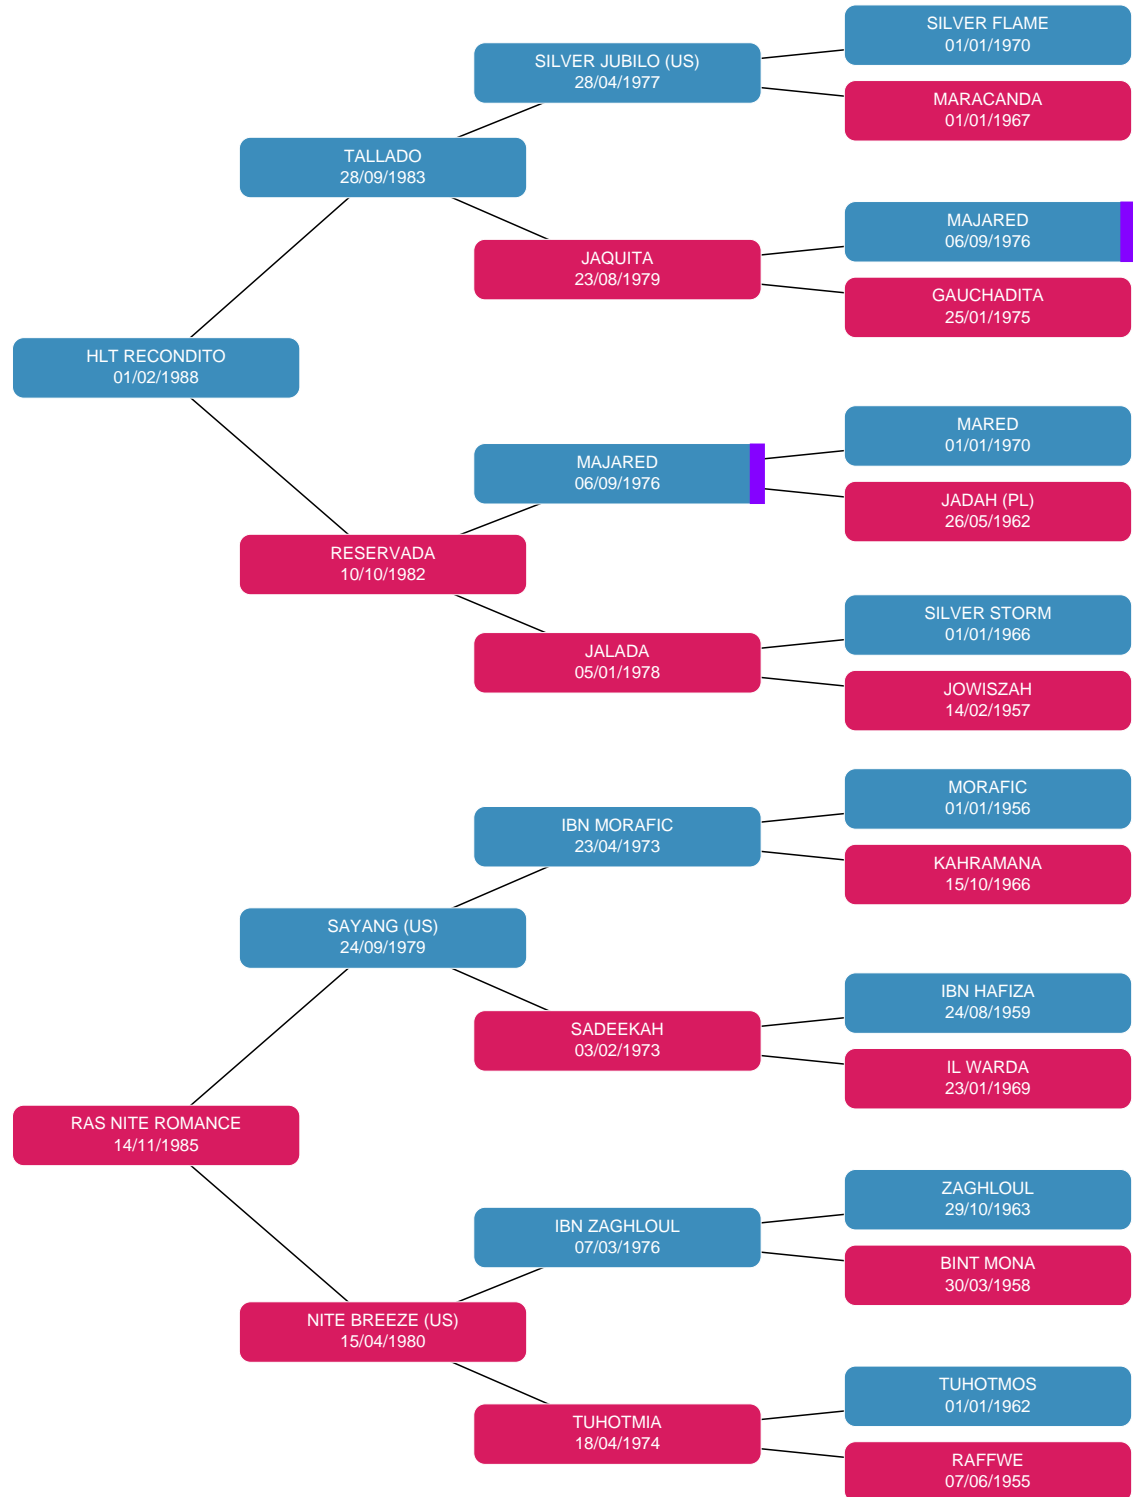 SILVER FLAME
01/01/1970
SILVER JUBILO (US)
28/04/1977
MARACANDA
01/01/1967
TALLADO
28/09/1983
MAJARED
06/09/1976
JAQUITA
23/08/1979
GAUCHADITA
25/01/1975
HLT RECONDITO
01/02/1988
MARED
01/01/1970
MAJARED
06/09/1976
JADAH (PL)
26/05/1962
RESERVADA
10/10/1982
SILVER STORM
01/01/1966
JALADA
05/01/1978
JOWISZAH
14/02/1957
MORAFIC
01/01/1956
IBN MORAFIC
23/04/1973
KAHRAMANA
15/10/1966
SAYANG (US)
24/09/1979
IBN HAFIZA
24/08/1959
SADEEKAH
03/02/1973
IL WARDA
23/01/1969
RAS NITE ROMANCE
14/11/1985
ZAGHLOUL
29/10/1963
IBN ZAGHLOUL
07/03/1976
BINT MONA
30/03/1958
NITE BREEZE (US)
15/04/1980
TUHOTMOS
01/01/1962
TUHOTMIA
18/04/1974
RAFFWE
07/06/1955